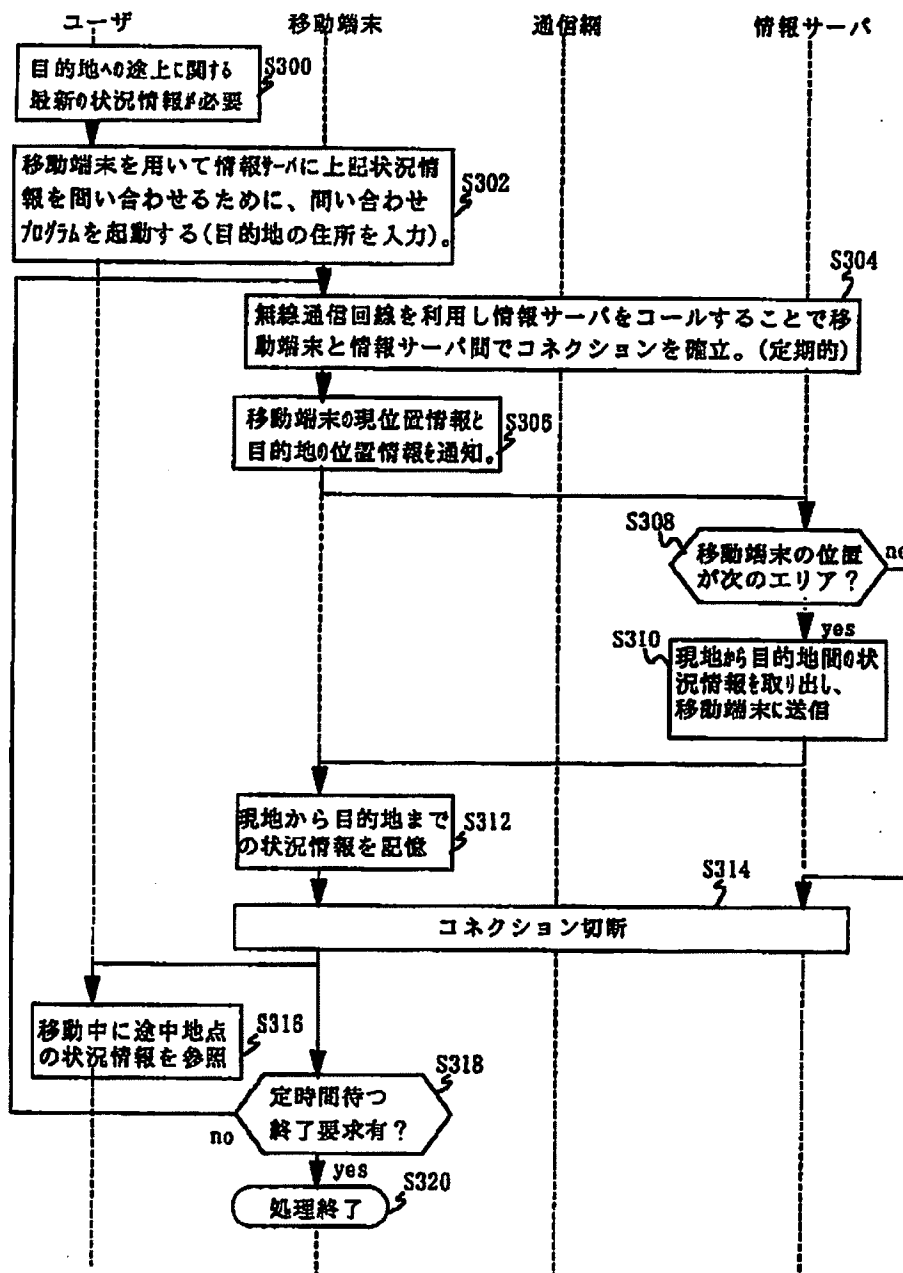 ユーザ
移動端末
通信網
情報サーバ
目的地への途上に関する
最新の状況情報が必要
S300
移動端末を用いて情報サーバに上記状況情
報を問い合わせるために、問い合わせ
プログラムを起動する(目的地の住所を入力)。
S302
S304
無線通信回線を利用し情報サーバをコールすることで移
動端末と情報サーバ間でコネクションを確立。(定期的)
移動端末の現位置情報と
目的地の位置情報を通知。
S306
S308
移動端末の位置
が次のエリア?
no
yes
S310
現地から目的地間の状
況情報を取り出し、
移動端末に送信
現地から目的地まで
の状況情報を記憶
S312
S314
コネクション切断
移動中に途中地点
の状況情報を参照
S316
S318
定時間待つ
終了要求有?
no
yes
S320
処理終了